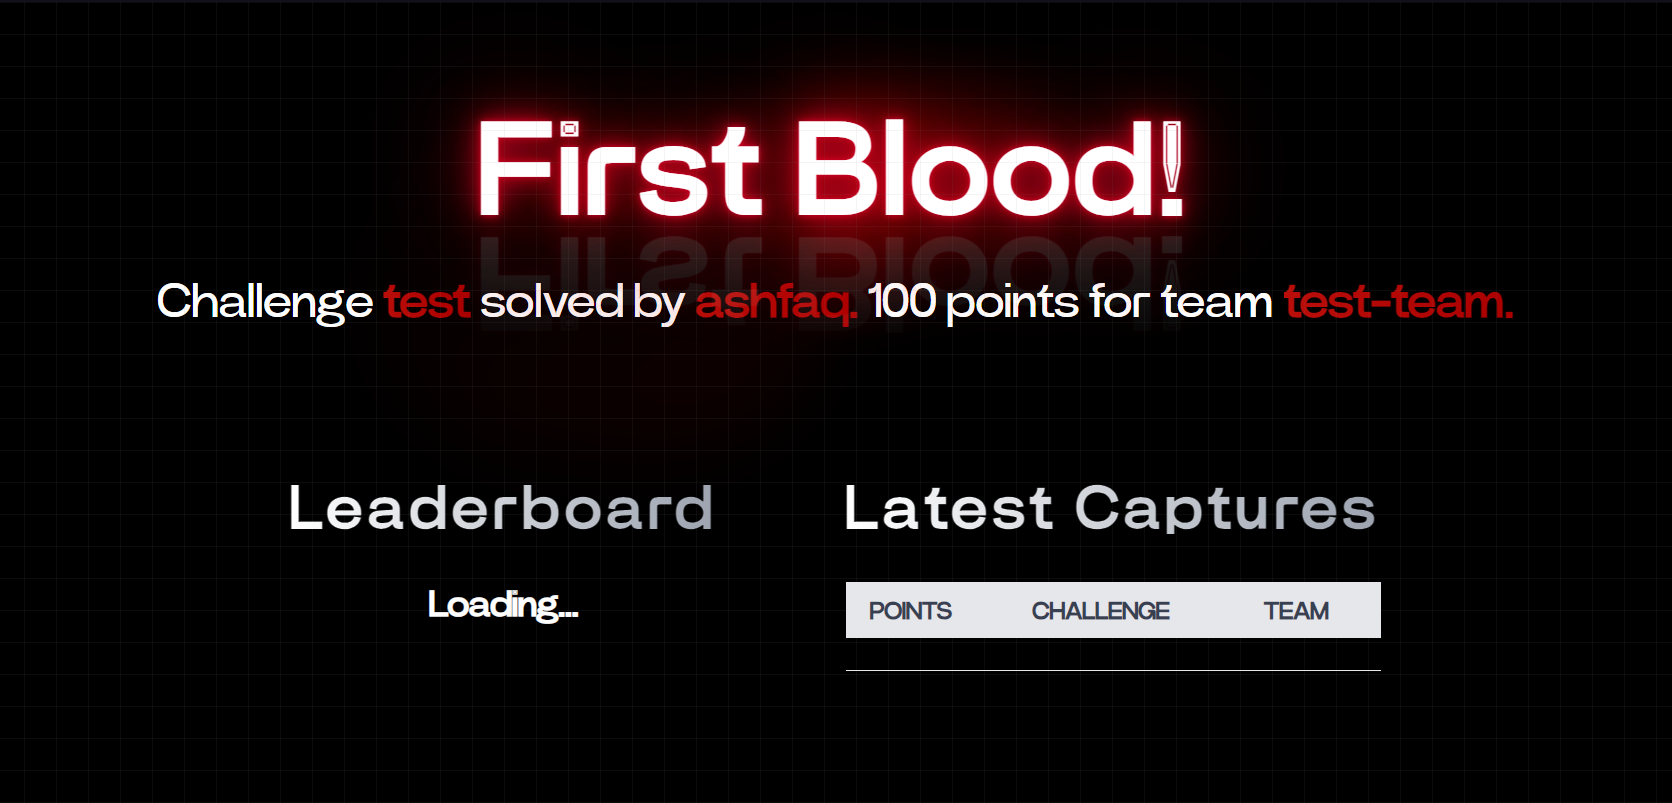 First Blood!
Challenge test solved by ashfaq. 100 points for team test-team.
Leaderboard
Loading...
Latest Captures
POINTS CHALLENGE TEAM